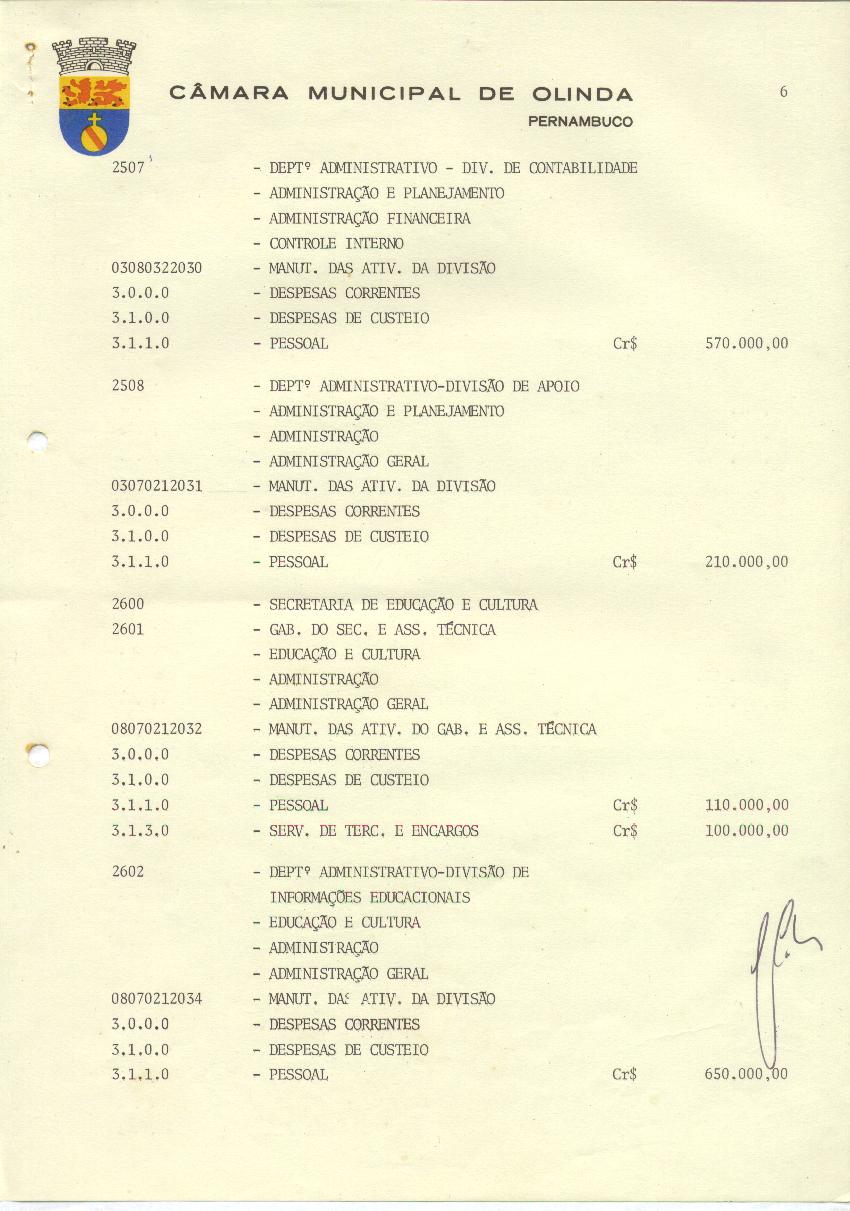 CÂMARA MUNICIPAL DE OLINDA 6
PERNAMBUCO
2507 - DEPTº ADMINISTRATIVO - DIV. DE CONTABILIDADE
- ADMINISTRAÇÃO E PLANEJAMENTO
- ADMINISTRAÇÃO FINANCEIRA
- CONTROLE INTERNO
03080322030 - MANUT. DAS ATIV. DA DIVISÃO
3.0.0.0 - DESPESAS CORRENTES
3.1.0.0 - DESPESAS DE CUSTEIO
3.1.1.0 - PESSOAL Cr$ 570.000,00
2508 - DEPTº ADMINISTRATIVO-DIVISÃO DE APOIO
- ADMINISTRAÇÃO E PLANEJAMENTO
- ADMINISTRAÇÃO
- ADMINISTRAÇÃO GERAL
03070212031 - MANUT. DAS ATIV. DA DIVISÃO
3.0.0.0 - DESPESAS CORRENTES
3.1.0.0 - DESPESAS DE CUSTEIO
3.1.1.0 - PESSOAL Cr$ 210.000,00
2600 - SECRETARIA DE EDUCAÇÃO E CULTURA
2601 - GAB. DO SEC. E ASS. TÉCNICA
- EDUCAÇÃO E CULTURA
- ADMINISTRAÇÃO
- ADMINISTRAÇÃO GERAL
08070212032 - MANUT. DAS ATIV. DO GAB. E ASS. TÉCNICA
3.0.0.0 - DESPESAS CORRENTES
3.1.0.0 - DESPESAS DE CUSTEIO
3.1.1.0 - PESSOAL Cr$ 110.000,00
3.1.3.0 - SERV. DE TERC. E ENCARGOS Cr$ 100.000,00
2602 - DEPTº ADMINISTRATIVO-DIVISÃO DE
INFORMAÇÕES EDUCACIONAIS
- EDUCAÇÃO E CULTURA
- ADMINISTRAÇÃO
- ADMINISTRAÇÃO GERAL
08070212034 - MANUT. DAS ATIV. DA DIVISÃO
3.0.0.0 - DESPESAS CORRENTES
3.1.0.0 - DESPESAS DE CUSTEIO
3.1.1.0 - PESSOAL Cr$ 650.000,00